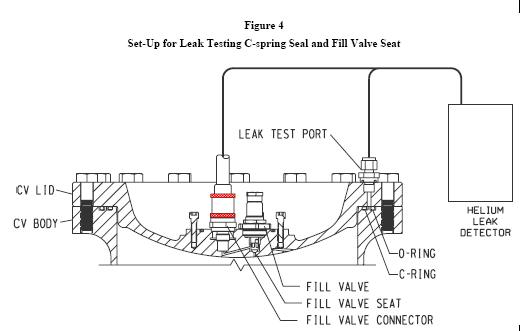 Figure 4
Set-Up for Leak Testing C-spring Seal and Fill Valve Seat
LEAK TEST PORT
CV LID
CV BODY
HELIUM
LEAK
DETECTOR
O-RING
C-RING
FILL VALVE
FILL VALVE SEAT
FILL VALVE CONNECTOR